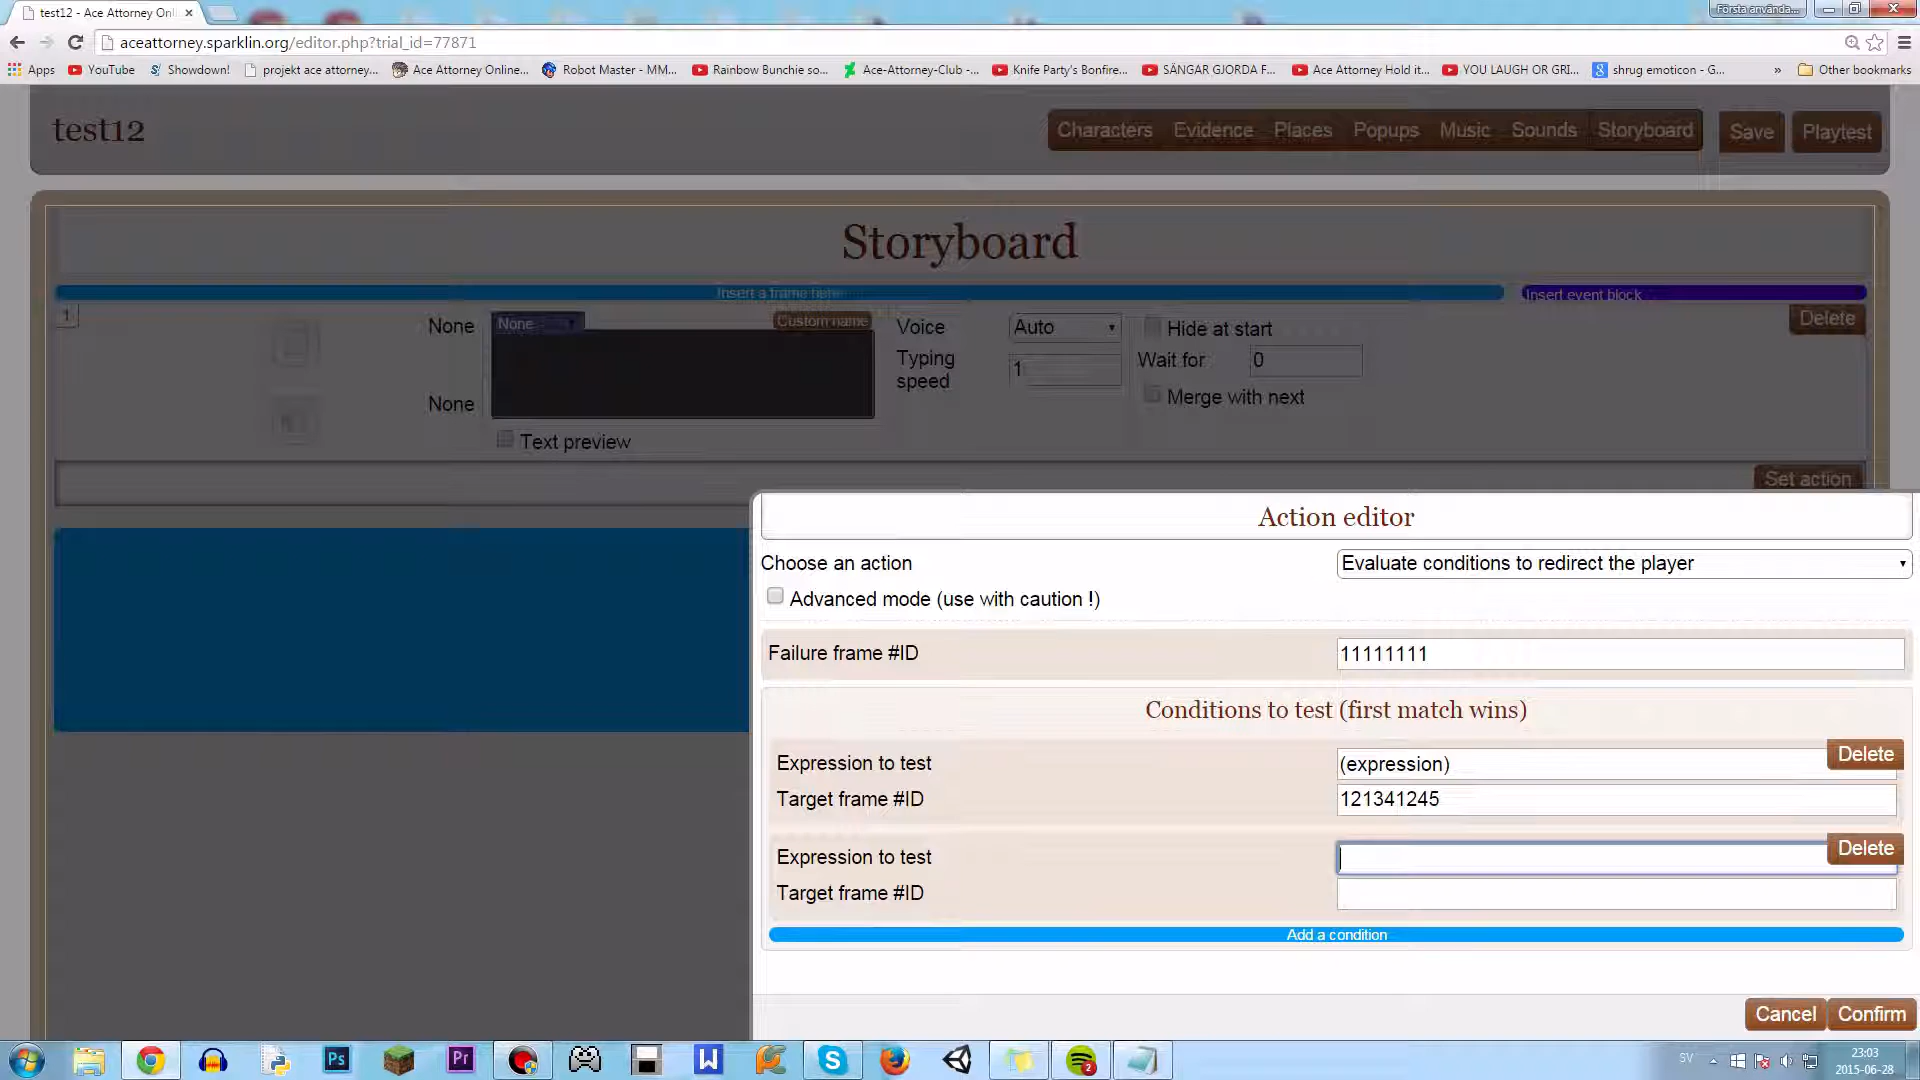 test12 - Ace Attorney Onl
Första använda...
aceattorney.sparklin.org/editor.php?trial_id=77871
Apps YouTube Showdown! projekt ace attorney... Ace Attorney Online... Robot Master - MM... Rainbow Bunchie so... Ace-Attorney-Club -... Knife Party's Bonfire... SÄNGAR GJORDA F... Ace Attorney Hold it... YOU LAUGH OR GRI... shrug emoticon - G... » Other bookmarks
test12
Characters Evidence Places Popups Music Sounds Storyboard Save Playtest
Storyboard
Insert a frame here Insert event block
1 None None Custom name Voice Auto Hide at start Delete
Typing speed 1 Wait for 0
None Merge with next
Text preview
Set action
Action editor
Choose an action Evaluate conditions to redirect the player
Advanced mode (use with caution !)
Failure frame #ID 11111111
Conditions to test (first match wins)
Expression to test (expression) Delete
Target frame #ID 121341245
Expression to test Delete
Target frame #ID
Add a condition
Cancel Confirm
Ps Pr W S 2
SV 23:03
2015-06-28